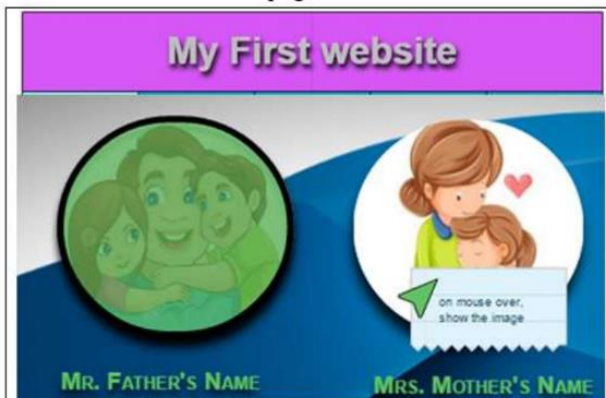 My First website
on mouse over,
show the image
MR. FATHER'S NAME
MRS. MOTHER'S NAME